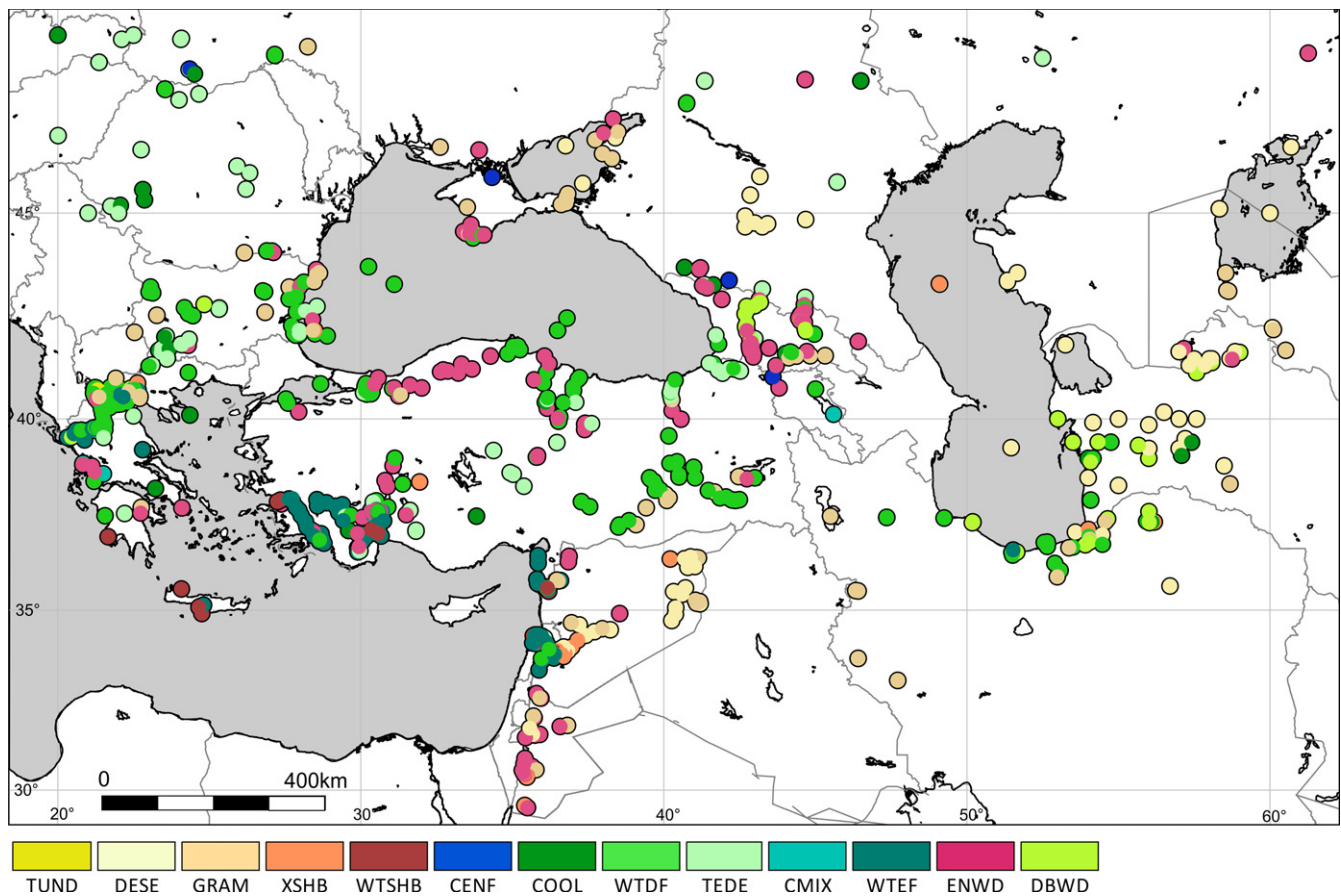 45°
40°
35°
0 400km
30°
20° 30° 40° 50° 60°
TUND DESE GRAM XSHB WTSHB CENF COOL WTDF TEDE CMIX WTEF ENWD DBWD